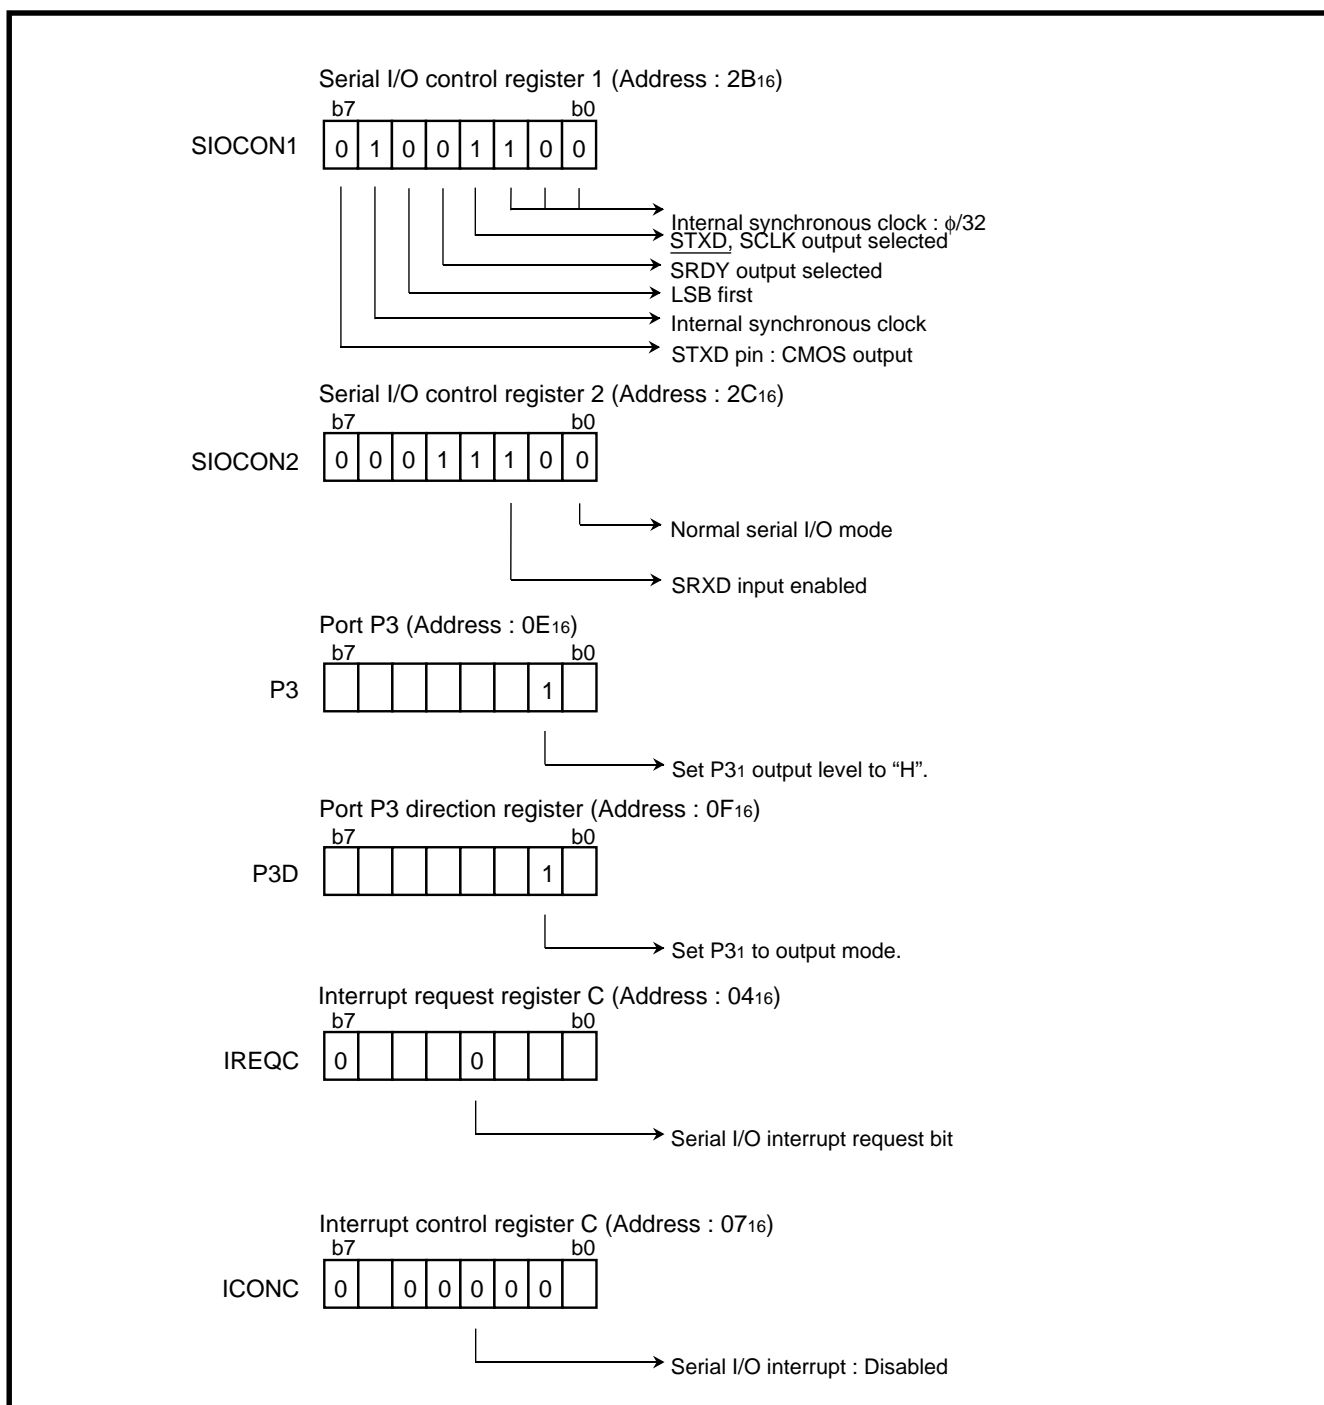 Serial I/O control register 1 (Address : 2B16)
b7 b0
SIOCON1 0 1 0 0 1 1 0 0
Internal synchronous clock : ϕ/32
STXD, SCLK output selected
SRDY output selected
LSB first
Internal synchronous clock
STXD pin : CMOS output
Serial I/O control register 2 (Address : 2C16)
b7 b0
SIOCON2 0 0 0 1 1 1 0 0
Normal serial I/O mode
SRXD input enabled
Port P3 (Address : 0E16)
b7 b0
P3 1
Set P31 output level to “H”.
Port P3 direction register (Address : 0F16)
b7 b0
P3D 1
Set P31 to output mode.
Interrupt request register C (Address : 0416)
b7 b0
IREQC 0 0
Serial I/O interrupt request bit
Interrupt control register C (Address : 0716)
b7 b0
ICONC 0 0 0 0 0 0
Serial I/O interrupt : Disabled